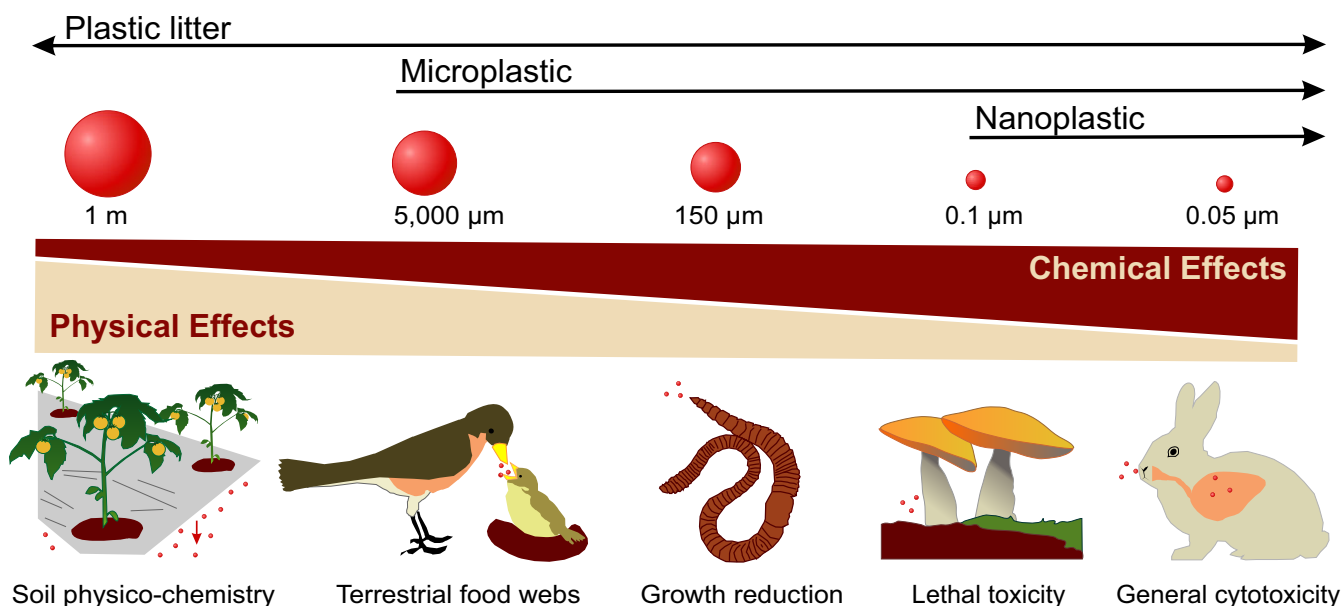 Plastic litter
Microplastic
Nanoplastic
1 m
5,000 µm
150 µm
0.1 µm
0.05 µm
Chemical Effects
Physical Effects
Soil physico-chemistry
Terrestrial food webs
Growth reduction
Lethal toxicity
General cytotoxicity